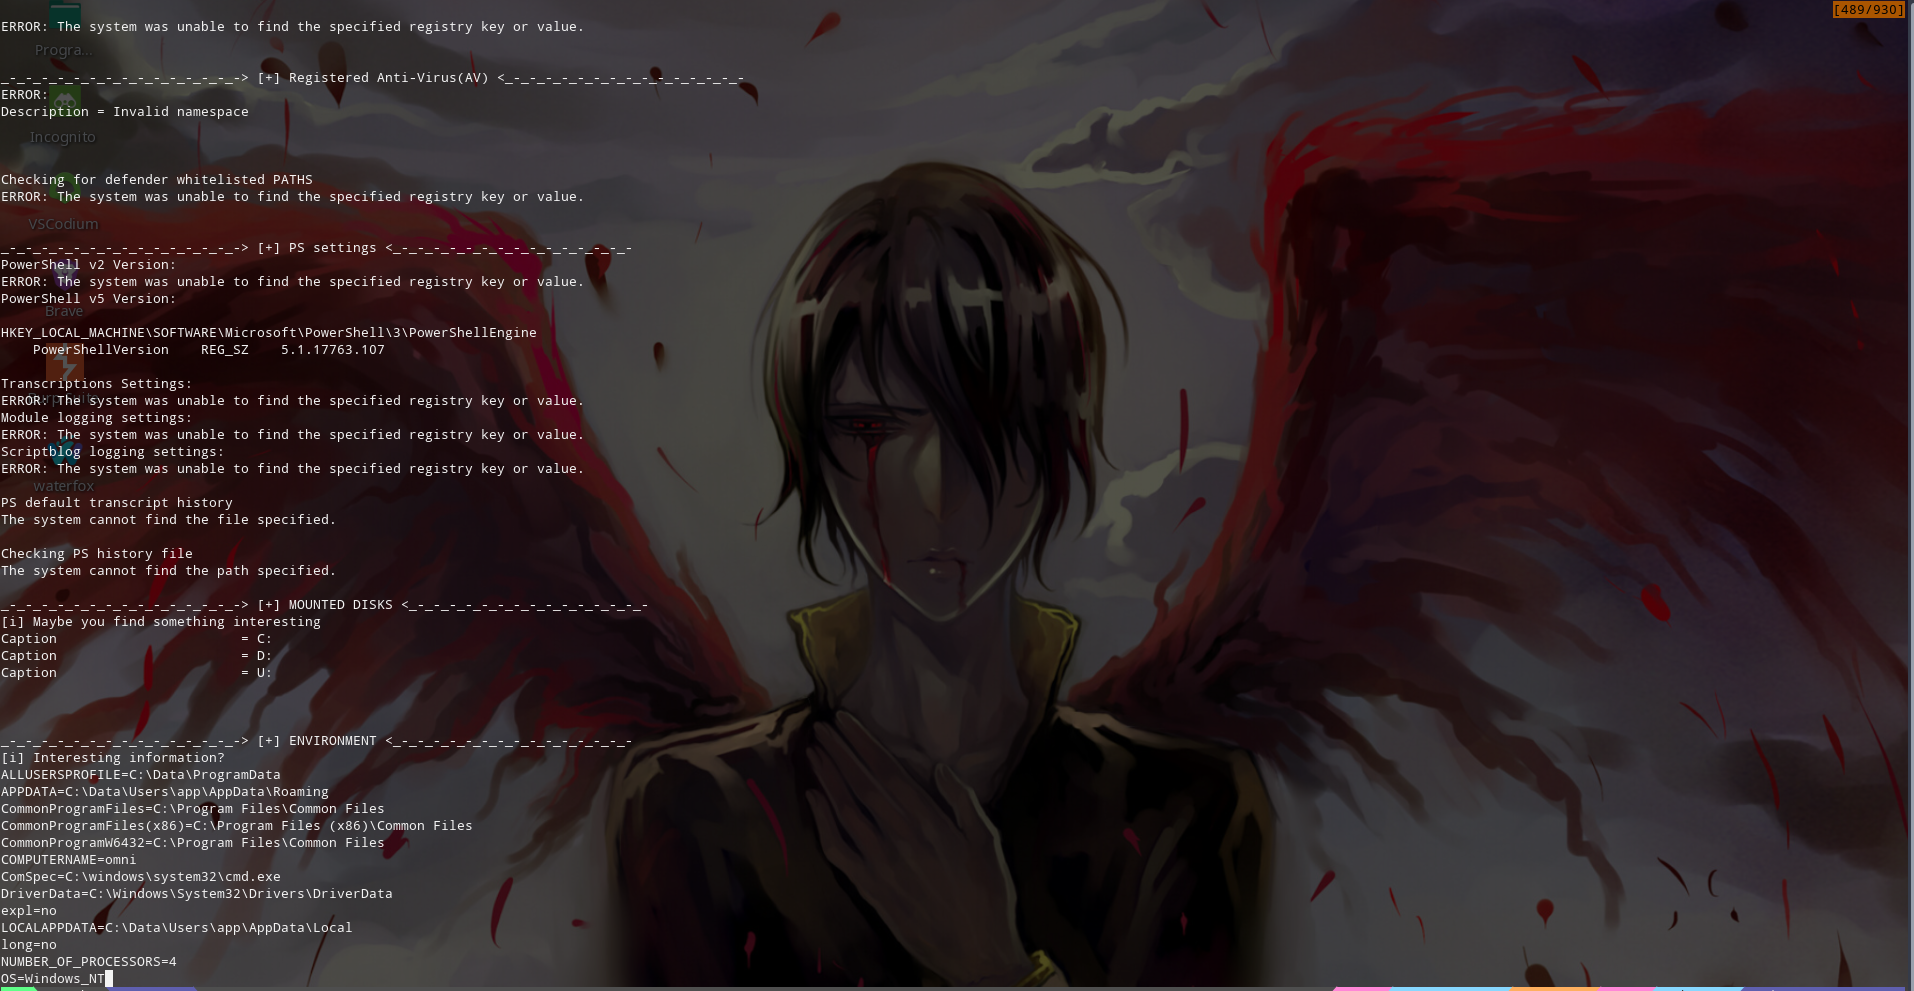 [489/930]
ERROR: The system was unable to find the specified registry key or value.
Progra...
_-_-_-_-_-_-_-_-_-_-_-_-_-_-_-> [+] Registered Anti-Virus(AV) <_-_-_-_-_-_-_-_-_-_-_-_-_-_-_-
ERROR:
Description = Invalid namespace
Incognito
Checking for defender whitelisted PATHS
ERROR: The system was unable to find the specified registry key or value.
VSCodium
_-_-_-_-_-_-_-_-_-_-_-_-_-_-_-> [+] PS settings <_-_-_-_-_-_-_-_-_-_-_-_-_-_-_-
PowerShell v2 Version:
ERROR: The system was unable to find the specified registry key or value.
PowerShell v5 Version:
Brave
HKEY_LOCAL_MACHINE\SOFTWARE\Microsoft\PowerShell\3\PowerShellEngine
    PowerShellVersion    REG_SZ    5.1.17763.107
Transcriptions Settings:
ERROR: The system was unable to find the specified registry key or value.
Module logging settings:
ERROR: The system was unable to find the specified registry key or value.
Scriptblog logging settings:
ERROR: The system was unable to find the specified registry key or value.
waterfox
PS default transcript history
The system cannot find the file specified.
Checking PS history file
The system cannot find the path specified.
_-_-_-_-_-_-_-_-_-_-_-_-_-_-_-> [+] MOUNTED DISKS <_-_-_-_-_-_-_-_-_-_-_-_-_-_-_-
[i] Maybe you find something interesting
Caption                       = C:
Caption                       = D:
Caption                       = U:
_-_-_-_-_-_-_-_-_-_-_-_-_-_-_-> [+] ENVIRONMENT <_-_-_-_-_-_-_-_-_-_-_-_-_-_-_-
[i] Interesting information?
ALLUSERSPROFILE=C:\Data\ProgramData
APPDATA=C:\Data\Users\app\AppData\Roaming
CommonProgramFiles=C:\Program Files\Common Files
CommonProgramFiles(x86)=C:\Program Files (x86)\Common Files
CommonProgramW6432=C:\Program Files\Common Files
COMPUTERNAME=omni
ComSpec=C:\windows\system32\cmd.exe
DriverData=C:\Windows\System32\Drivers\DriverData
expl=no
LOCALAPPDATA=C:\Data\Users\app\AppData\Local
long=no
NUMBER_OF_PROCESSORS=4
OS=Windows_NT